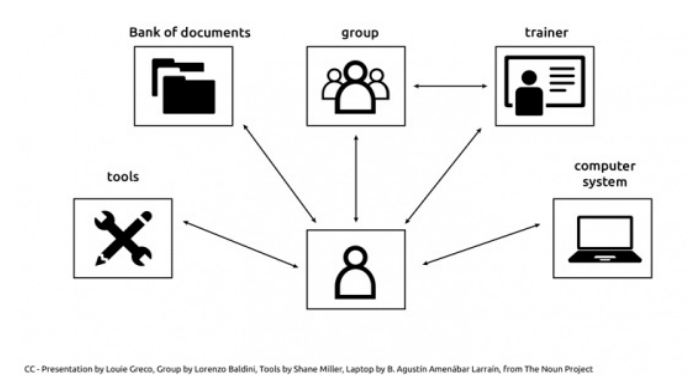 Bank of documents
group
trainer
tools
computer
system
CC - Presentation by Louie Greco, Group by Lorenzo Baldini, Tools by Shane Miller, Laptop by B. Agustín Amenábar Larraín, from The Noun Project